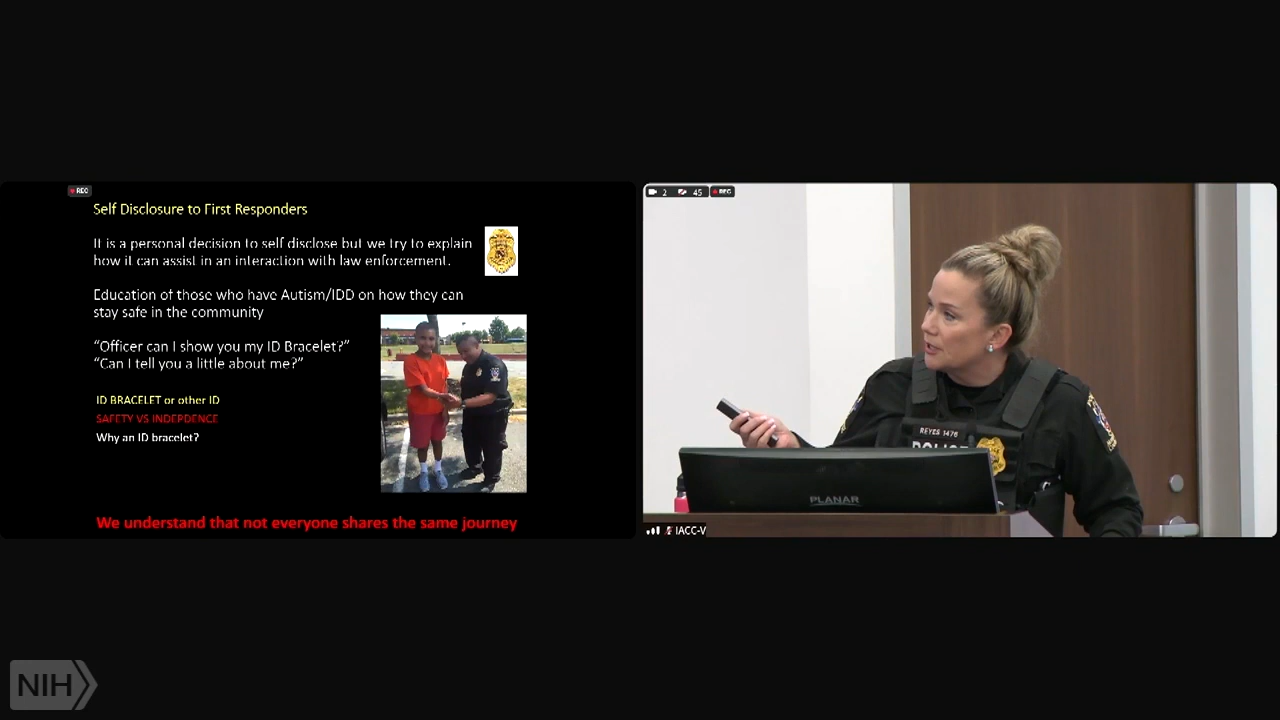 REC
Self Disclosure to First Responders
It is a personal decision to self disclose but we try to explain
how it can assist in an interaction with law enforcement.
Education of those who have Autism/IDD on how they can
stay safe in the community
“Officer can I show you my ID Bracelet?”
“Can I tell you a little about me?”
ID BRACELET or other ID
SAFETY VS INDEPDENCE
Why an ID bracelet?
We understand that not everyone shares the same journey
2 45 REC
REYES 1476
POLICE
PLANAR
IACC-V
NIH